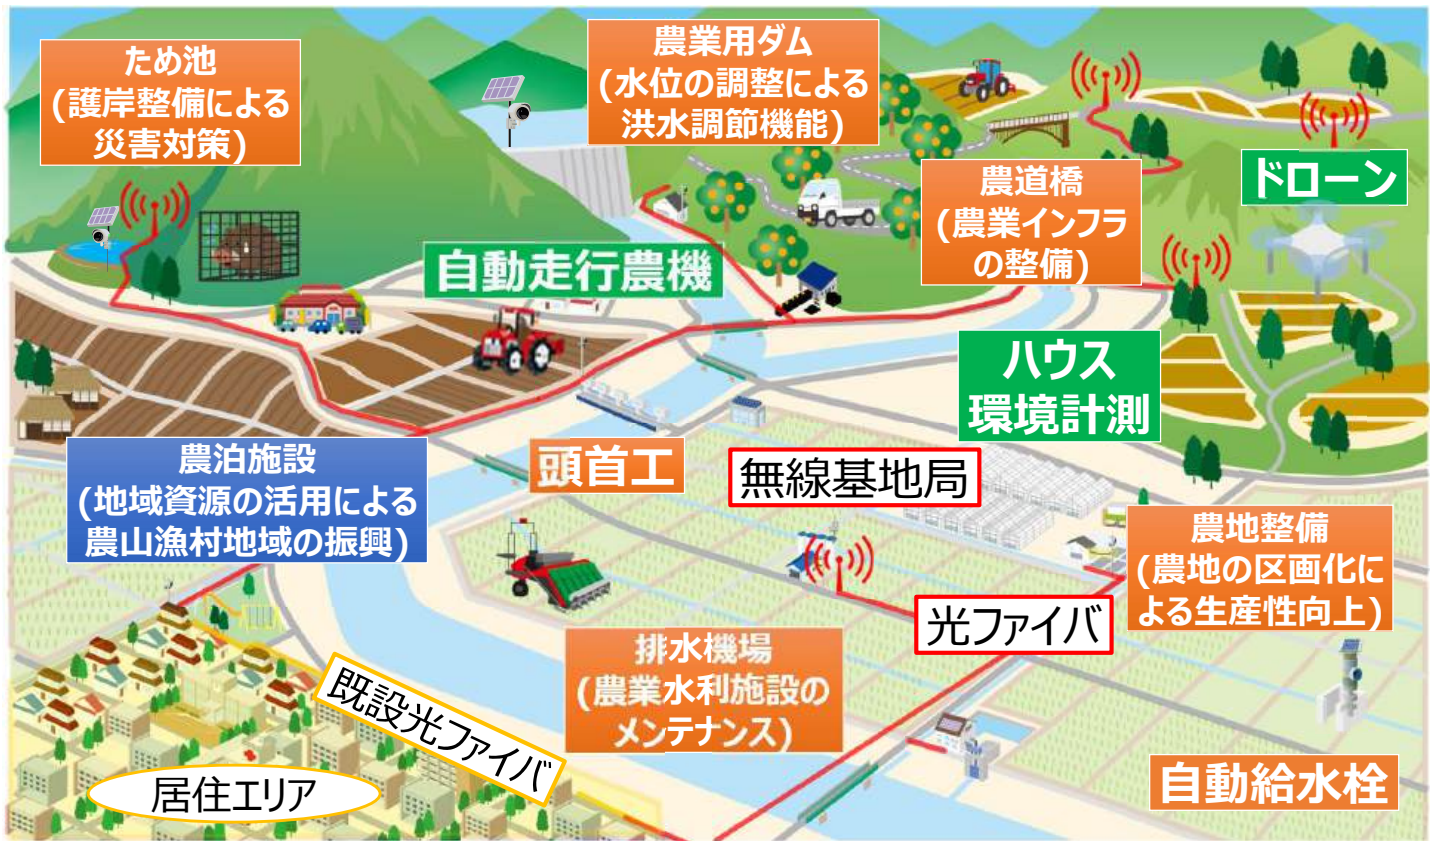 ため池
(護岸整備による
災害対策)
農業用ダム
(水位の調整による
洪水調節機能)
ドローン
農道橋
(農業インフラ
の整備)
自動走行農機
ハウス
環境計測
農泊施設
(地域資源の活用による
農山漁村地域の振興)
頭首工
無線基地局
農地整備
(農地の区画化に
よる生産性向上)
光ファイバ
排水機場
(農業水利施設の
メンテナンス)
既設光ファイバ
居住エリア
自動給水栓